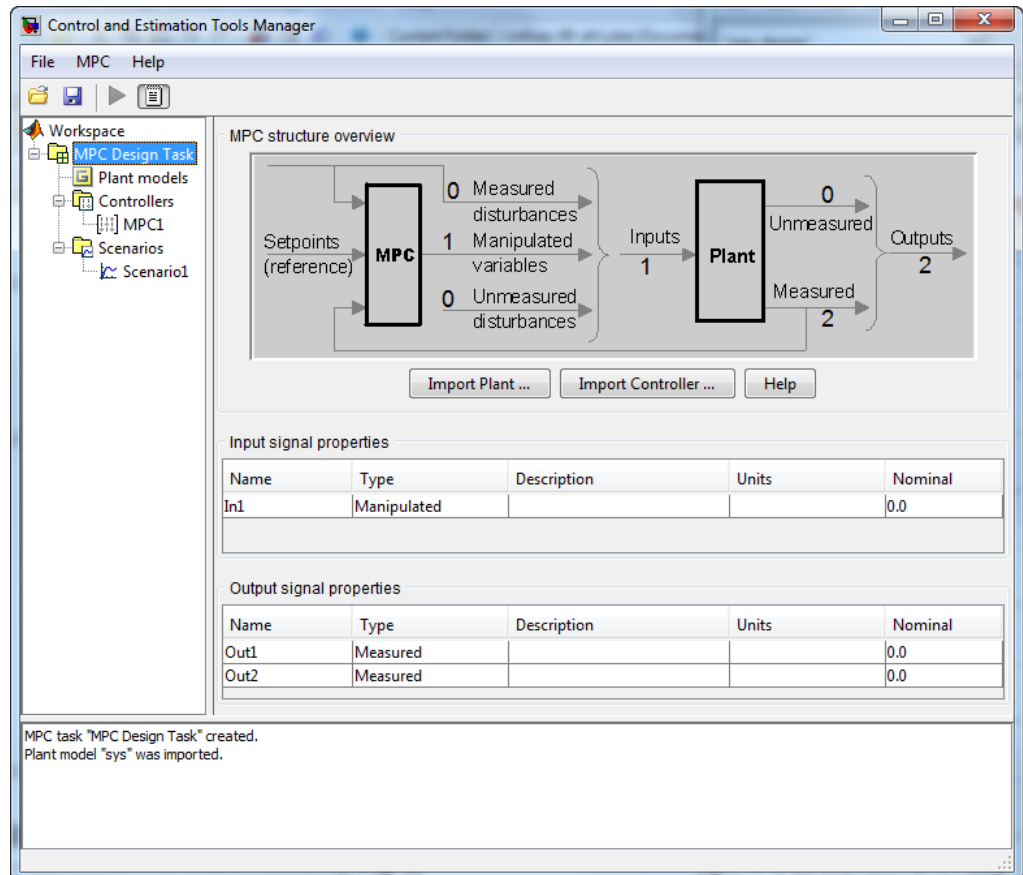 Control and Estimation Tools Manager
File MPC Help
Workspace
MPC Design Task
Plant models
Controllers
MPC1
Scenarios
Scenario1
MPC structure overview
Setpoints
(reference)
MPC
0 Measured
disturbances
1 Manipulated
variables
0 Unmeasured
disturbances
Inputs
1
Plant
0
Unmeasured
Measured
2
Outputs
2
Import Plant ... Import Controller ... Help
Input signal properties
Name Type Description Units Nominal
In1 Manipulated 0.0
Output signal properties
Name Type Description Units Nominal
Out1 Measured 0.0
Out2 Measured 0.0
MPC task "MPC Design Task" created.
Plant model "sys" was imported.